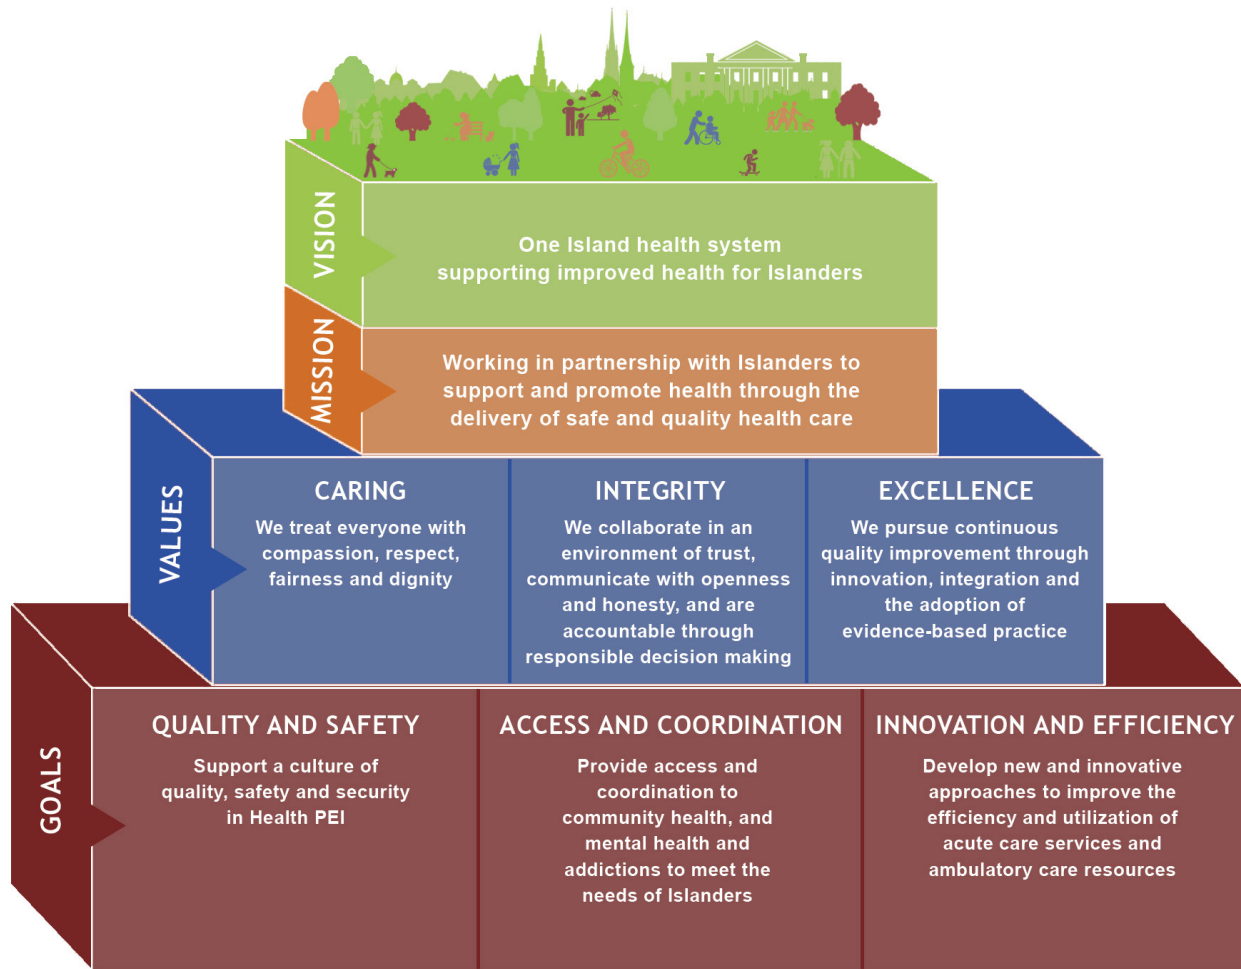 VISION
One Island health system
supporting improved health for Islanders
MISSION
Working in partnership with Islanders to
support and promote health through the
delivery of safe and quality health care
VALUES
CARING
We treat everyone with
compassion, respect,
fairness and dignity
INTEGRITY
We collaborate in an
environment of trust,
communicate with openness
and honesty, and are
accountable through
responsible decision making
EXCELLENCE
We pursue continuous
quality improvement through
innovation, integration and
the adoption of
evidence-based practice
GOALS
QUALITY AND SAFETY
Support a culture of
quality, safety and security
in Health PEI
ACCESS AND COORDINATION
Provide access and
coordination to
community health, and
mental health and
addictions to meet the
needs of Islanders
INNOVATION AND EFFICIENCY
Develop new and innovative
approaches to improve the
efficiency and utilization of
acute care services and
ambulatory care resources